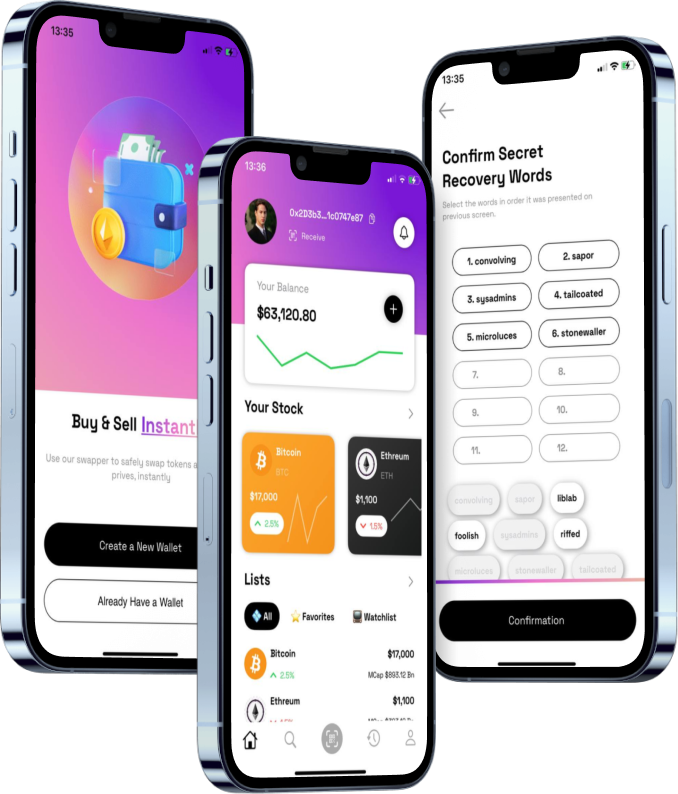 13:35
Buy & Sell Instant
Use our swapper to safely swap tokens a
prives, instantly
Create a New Wallet
Already Have a Wallet
13:36
0x2D3b3...1c0747e87
Receive
Your Balance
$63,120.80
Your Stock
Bitcoin
BTC
$17,000
2.5%
Ethreum
ETH
$1,100
1.5%
Lists
All
Favorites
Watchlist
Bitcoin
$17,000
2.5%
MCap $893.12 Bn
Ethreum
$1,100
13:35
Confirm Secret
Recovery Words
Select the words in order it was presented on
previous screen.
1. convolving
2. sapor
3. sysadmins
4. tailcoated
5. microluces
6. stonewaller
7.
8.
9.
10.
11.
12.
convolving
sapor
liblab
foolish
sysadmins
riffed
microluces
stonewaller
tailcoated
Confirmation